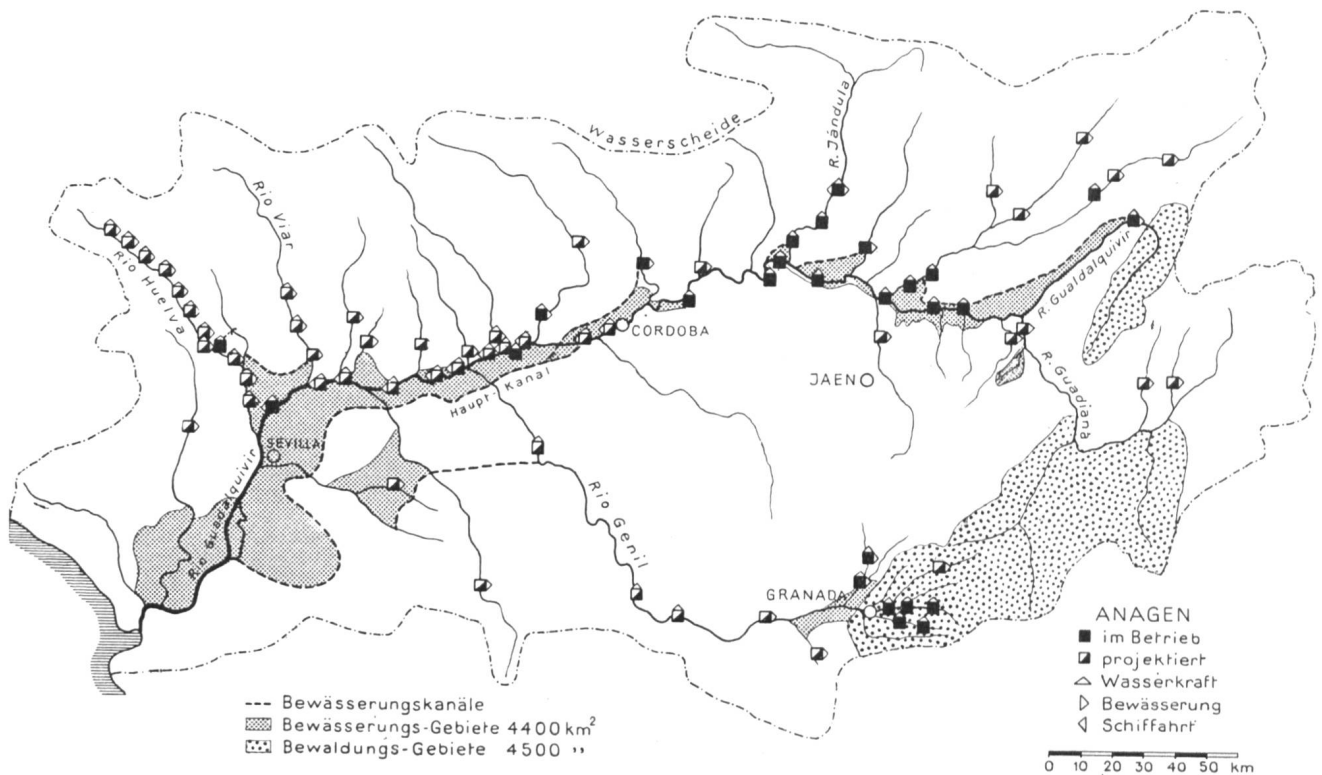 Wasserscheide
R. Jándula
Rio Viar
Rio Huelva
R. Gualdalquivir
CORDOBA
JAEN
Haupt-Kanal
R. Guadiana
SEVILLA
Rio Guadalquivir
Rio Genil
GRANADA
ANAGEN
im Betrieb
projektiert
Wasserkraft
Bewässerung
Schiffahrt
Bewässerungskanäle
Bewässerungs-Gebiete 4400 km²
Bewaldungs-Gebiete 4500 "
0 10 20 30 40 50 km